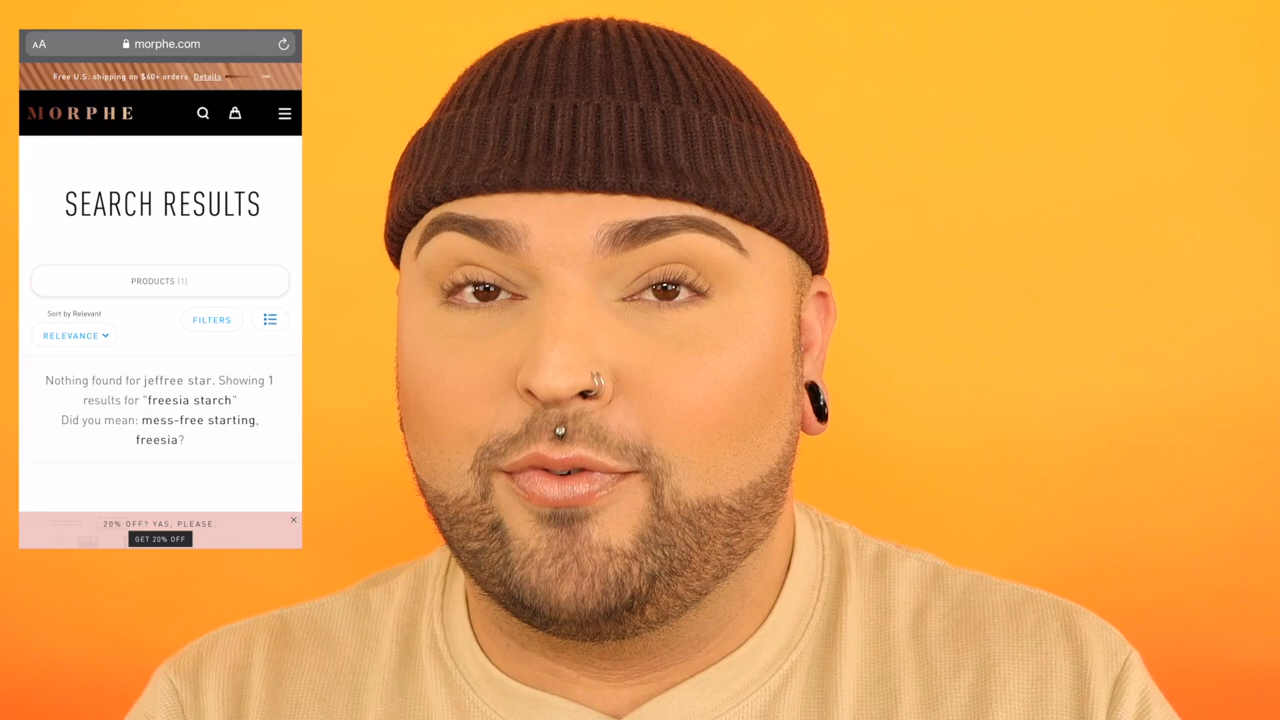 AA
morphe.com
Free U.S. shipping on $60+ orders Details
MORPHE
SEARCH RESULTS
PRODUCTS (1)
Sort by Relevant
RELEVANCE
FILTERS
Nothing found for jeffree star. Showing 1
results for "freesia starch"
Did you mean: mess-free starting,
freesia?
20% OFF? YAS, PLEASE.
GET 20% OFF